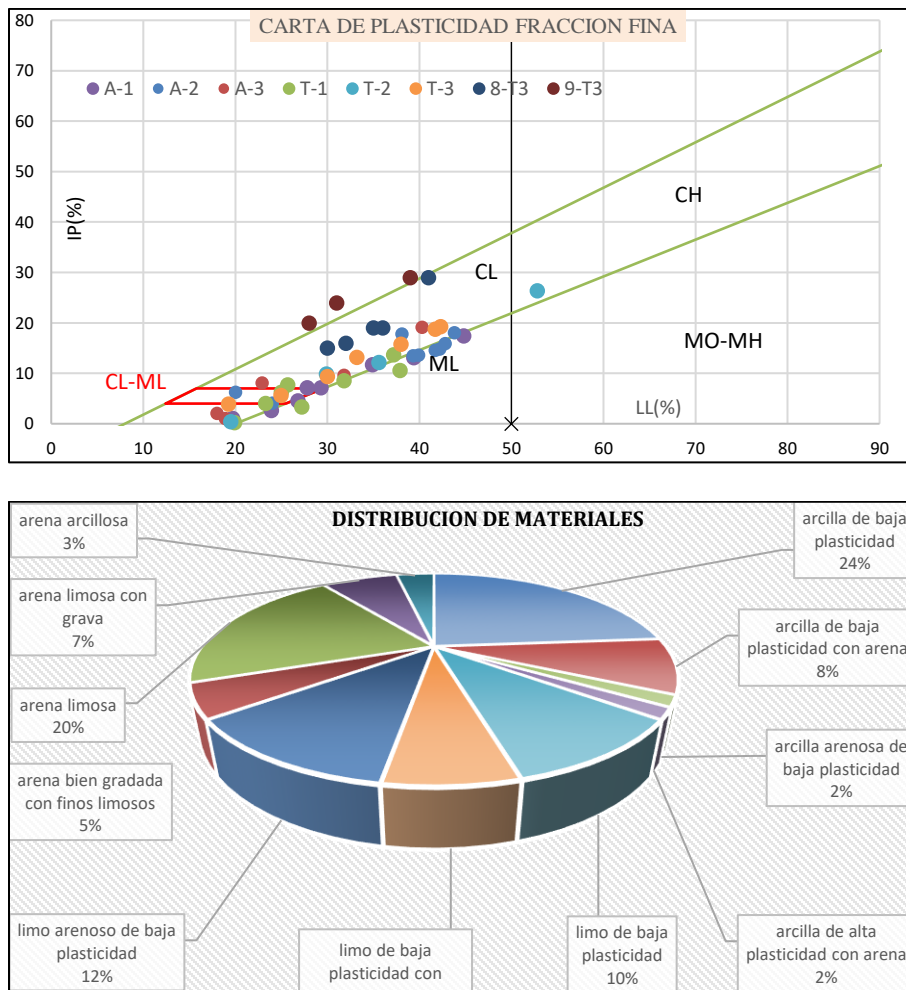 CARTA DE PLASTICIDAD FRACCION FINA
80
70
60
50
40
30
20
10
0
IP(%)
A-1 A-2 A-3 T-1 T-2 T-3 8-T3 9-T3
CH
CL
ML
MO-MH
CL-ML
LL(%)
0 10 20 30 40 50 60 70 80 90
DISTRIBUCION DE MATERIALES
arena arcillosa
3%
arena limosa con
grava
7%
arena limosa
20%
arena bien gradada
con finos limosos
5%
limo arenoso de baja
plasticidad
12%
limo de baja
plasticidad con
limo de baja
plasticidad
10%
arcilla de baja
plasticidad
24%
arcilla de baja
plasticidad con arena
8%
arcilla arenosa de
baja plasticidad
2%
arcilla de alta
plasticidad con arena
2%